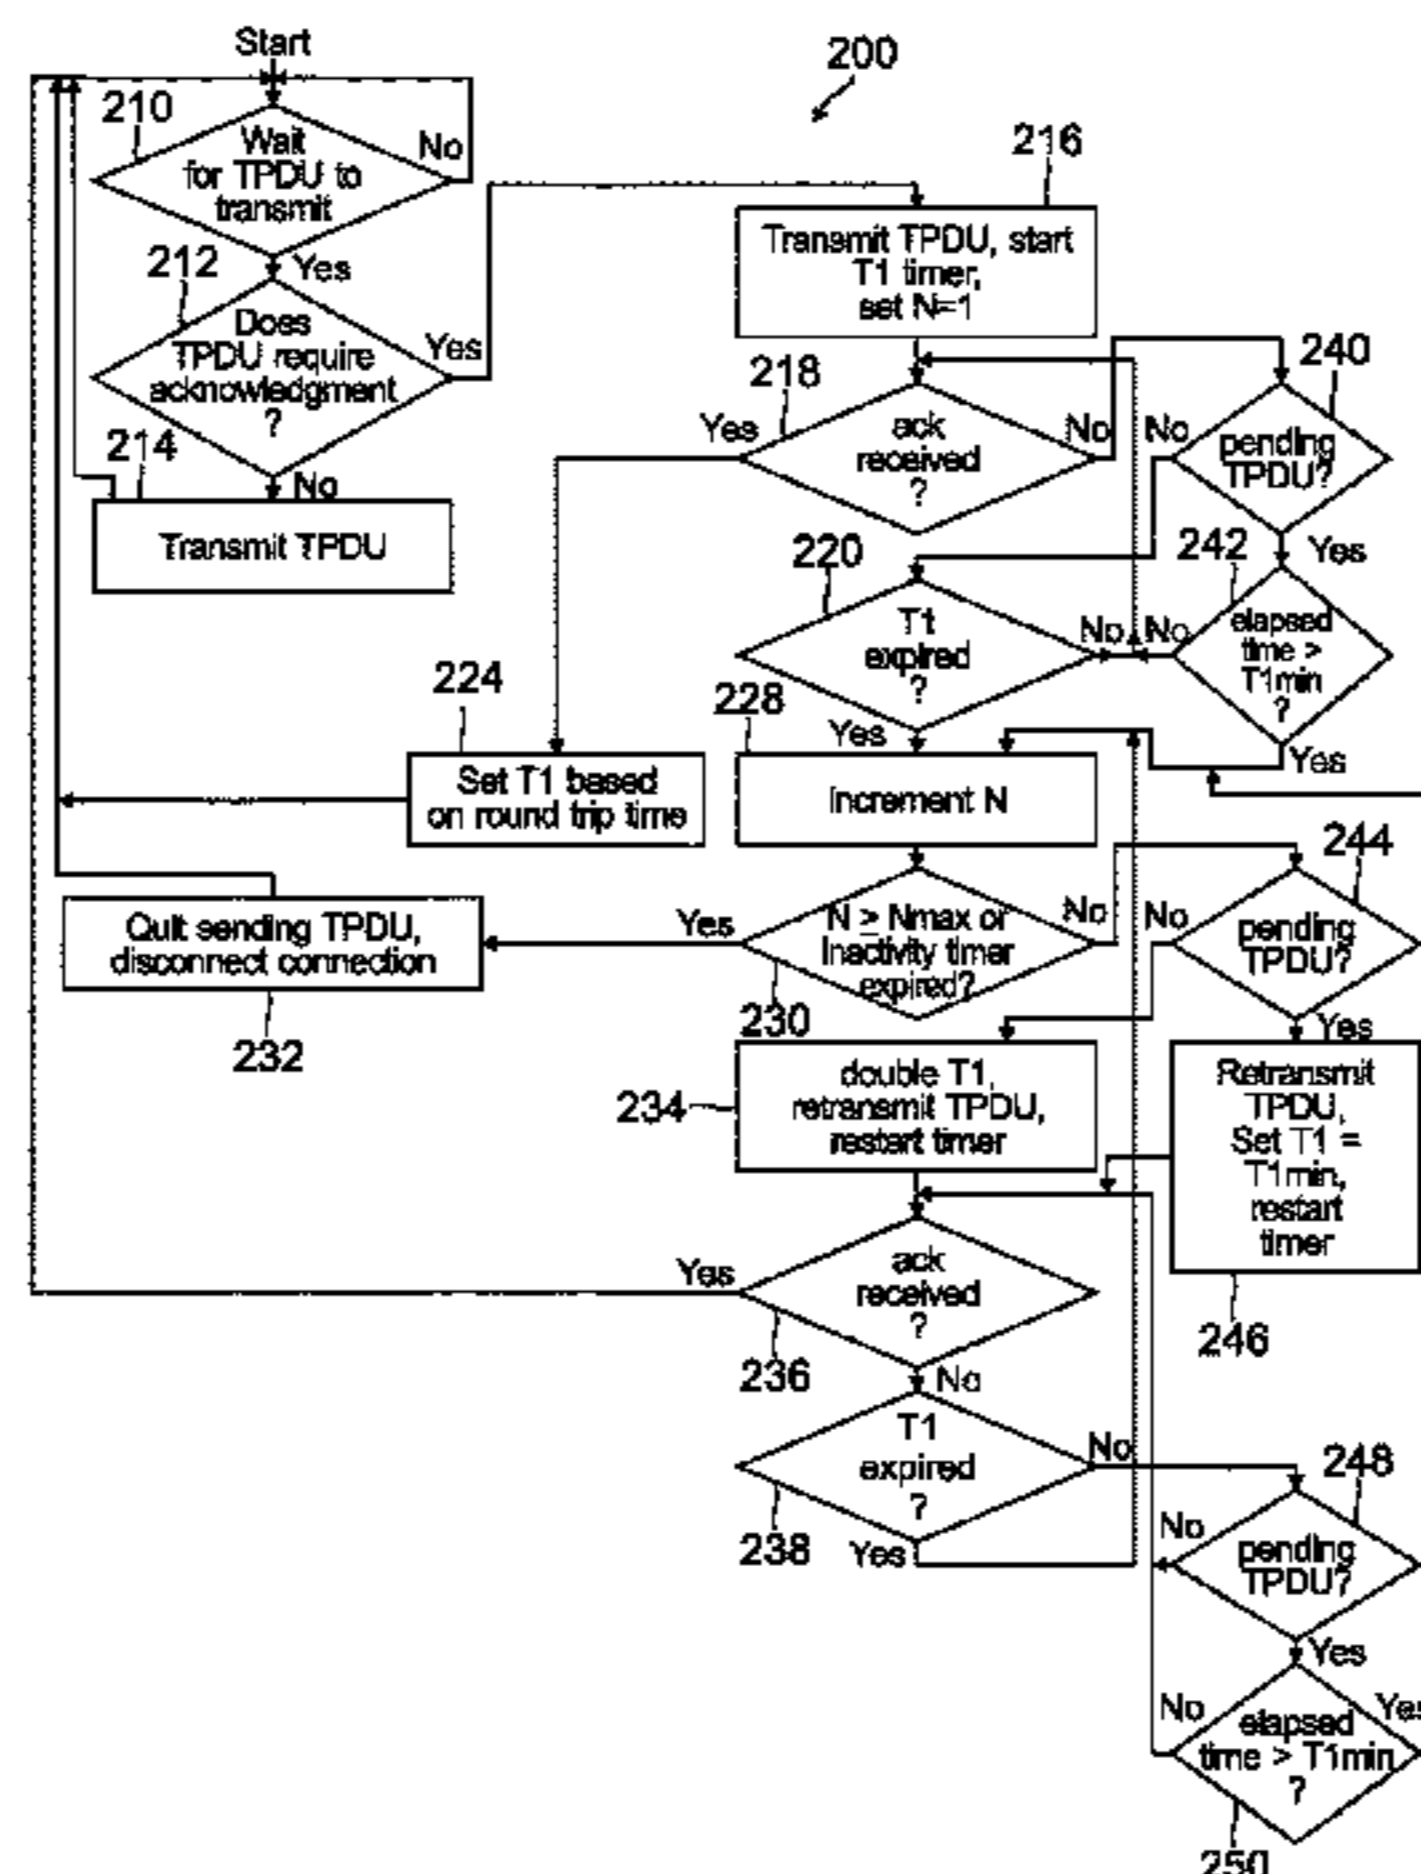 Start
200
210
Wait
for TPDU to
transmit
No
Yes
212
Does
TPDU require
acknowledgment
?
Yes
No
214
Transmit TPDU
216
Transmit TPDU, start
T1 timer,
set N=1
218
ack
received
?
Yes
No
240
pending
TPDU?
No
Yes
220
T1
expired
?
No
Yes
242
elapsed
time >
T1min
?
No
Yes
224
Set T1 based
on round trip time
228
Increment N
230
N ≥ Nmax or
Inactivity timer
expired?
Yes
No
232
Quit sending TPDU,
disconnect connection
244
pending
TPDU?
No
Yes
234
double T1,
retransmit TPDU,
restart timer
246
Retransmit
TPDU,
Set T1 =
T1min,
restart
timer
236
ack
received
?
Yes
No
238
T1
expired
?
No
Yes
248
pending
TPDU?
No
Yes
250
elapsed
time > T1min
?
No
Yes